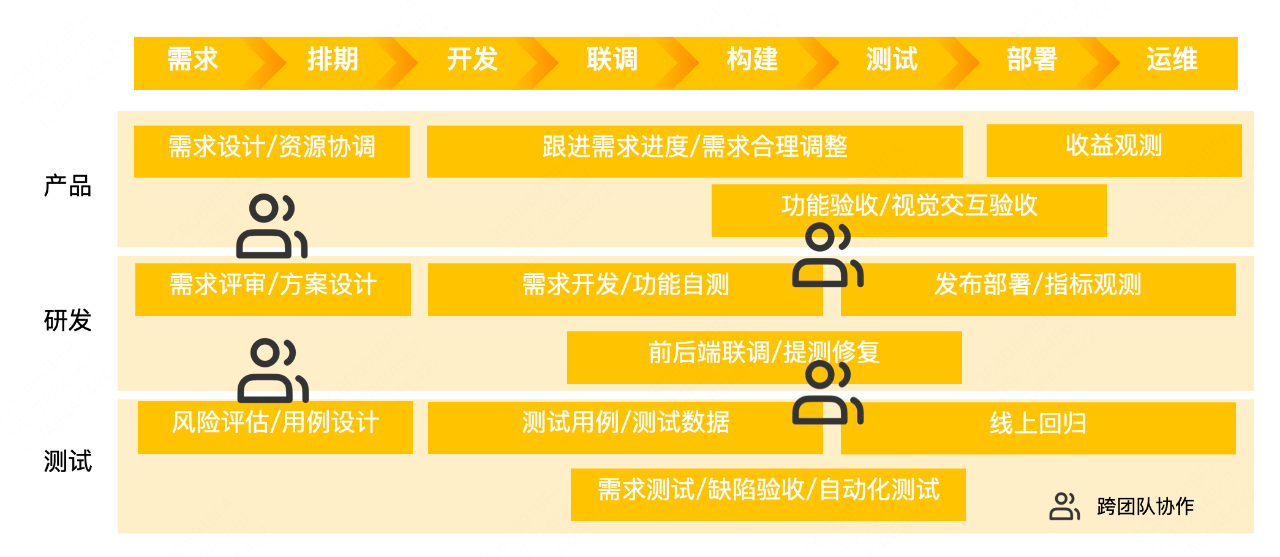 需求 排期 开发 联调 构建 测试 部署 运维
需求设计/资源协调 跟进需求进度/需求合理调整 收益观测
产品
功能验收/视觉交互验收
需求评审/方案设计 需求开发/功能自测 发布部署/指标观测
研发
前后端联调/提测修复
风险评估/用例设计 测试用例/测试数据 线上回归
测试
需求测试/缺陷验收/自动化测试
跨团队协作